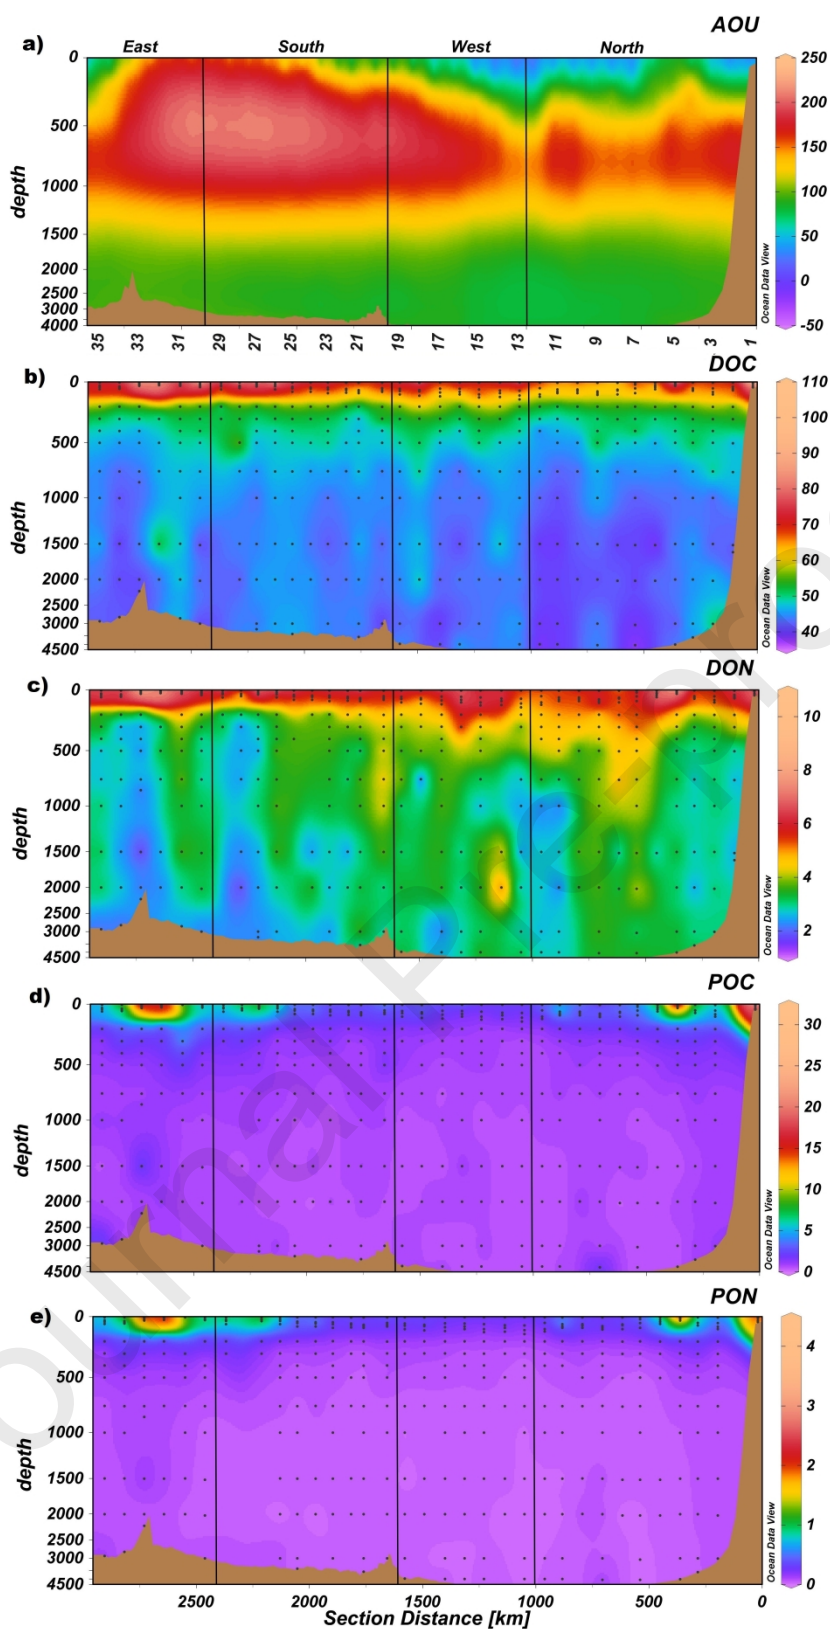 AOU
a)
East South West North
0
500
1000
1500
2000
2500
3000
4000
depth
250
200
150
100
50
0
-50
Ocean Data View
35 33 31 29 27 25 21 19 17 15 13 11 9 7 5 3 1
DOC
b)
0
500
1000
1500
2000
2500
3000
4500
depth
110
100
90
80
70
60
50
40
Ocean Data View
DON
c)
0
500
1000
1500
2000
2500
3000
4500
depth
10
8
6
4
2
Ocean Data View
POC
d)
0
500
1000
1500
2000
2500
3000
4500
depth
30
25
20
15
10
5
0
Ocean Data View
PON
e)
0
500
1000
1500
2000
2500
3000
4500
depth
4
3
2
1
0
Ocean Data View
2500 2000 1500 1000 500 0
Section Distance [km]
Journal Pre-pro